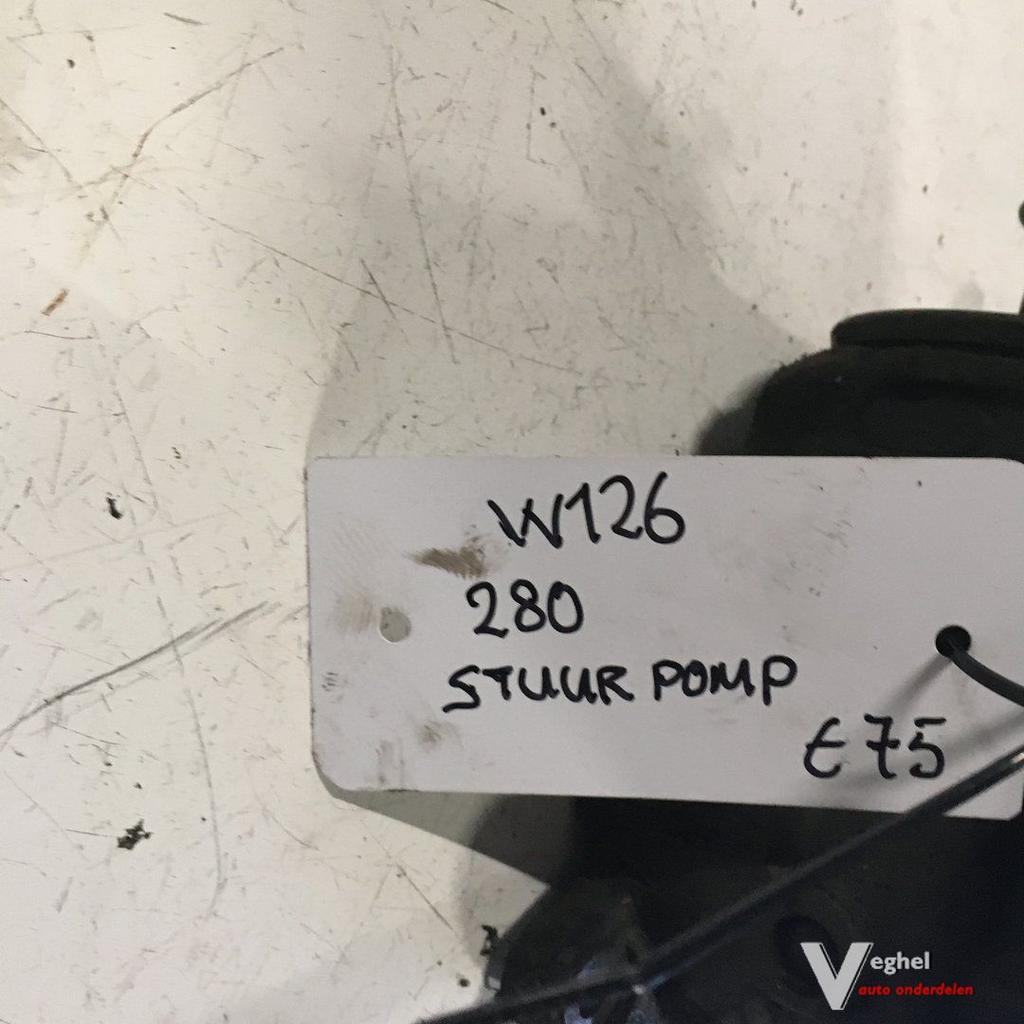 W126
280
STUUR POMP
€75
Veghel
auto onderdelen